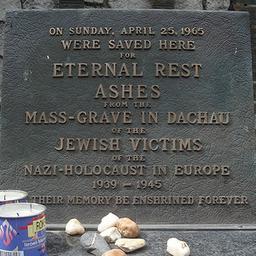 ON SUNDAY, APRIL 25, 1965
WERE SAVED HERE
FOR
ETERNAL REST
ASHES
FROM THE
MASS-GRAVE IN DACHAU
OF THE
JEWISH VICTIMS
OF THE
NAZI-HOLOCAUST IN EUROPE
1939 - 1945
THEIR MEMORY BE ENSHRINED FOREVER